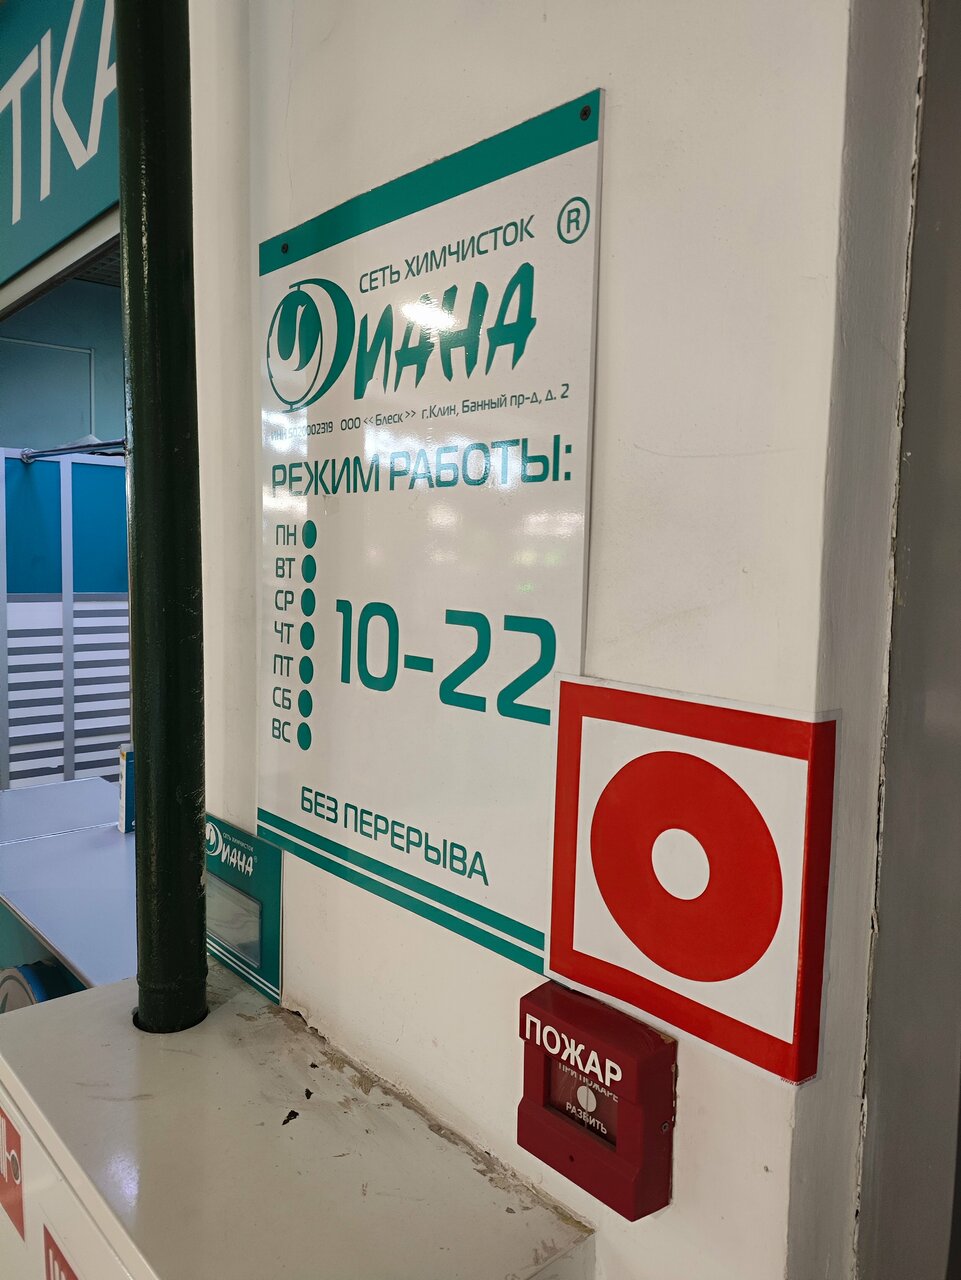 ТКА
СЕТЬ ХИМЧИСТОК ®
ДИАНА
ИНН 5020002319 ООО <<Блеск>> г.Клин, Банный пр-д, д. 2
РЕЖИМ РАБОТЫ:
ПН
ВТ
СР
ЧТ
ПТ
СБ
ВС
10-22
БЕЗ ПЕРЕРЫВА
СЕТЬ ХИМЧИСТОК
ДИАНА®
ПОЖАР
ПРИ ПОЖАРЕ
РАЗБИТЬ